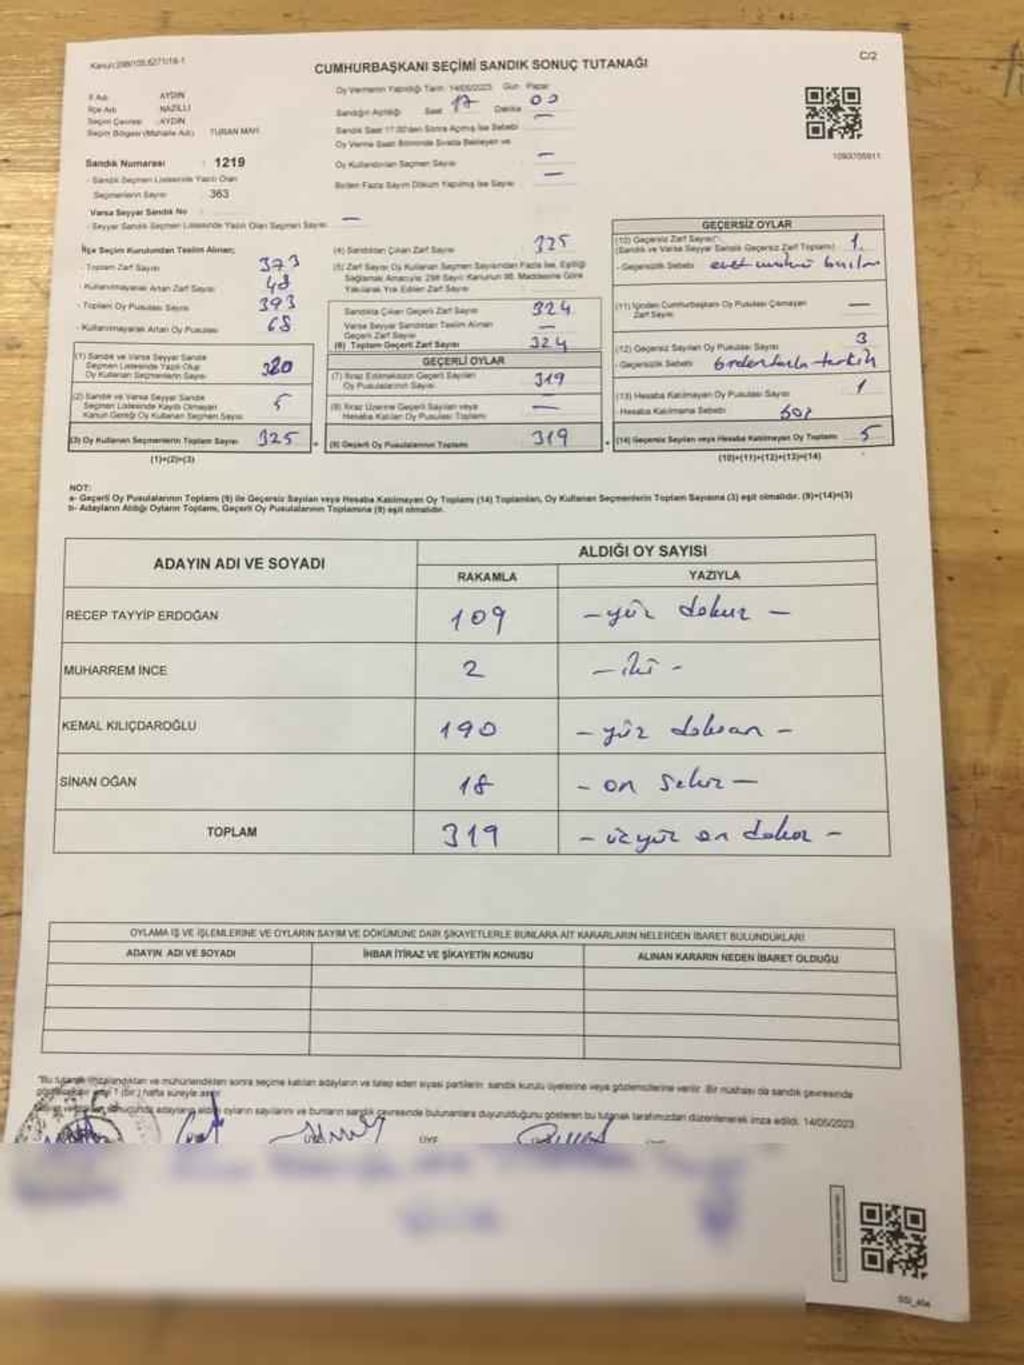 C/2
CUMHURBAŞKANI SEÇİMİ SANDIK SONUÇ TUTANAĞI
İl Adı AYDIN
İlçe Adı NAZİLLİ
Seçim Çevresi AYDIN
Seçim Bölgesi (Mahalle Adı) TURAN MAH
Sandık Numarası : 1219
- Sandık Seçmen Listesinde Yazılı Olan
Seçmenlerin Sayısı 363
Varsa Seyyar Sandık No
- Seyyar Sandık Seçmen Listesinde Yazılı Olan Seçmen Sayısı —
Oy Vermenin Yapıldığı Tarih 14/05/2023 Gün Pazar
Sandığın Açıldığı Saat 17 Dakika 00
Sandık Saat 17.00'den Sonra Açılmış İse Sebebi —
Oy Verme Saati Bitiminde Sırada Bekleyen ve
Oy Kullandırılan Seçmen Sayısı —
Birden Fazla Sayım Döküm Yapılmış İse Sayısı —
İlçe Seçim Kurulundan Teslim Alınan;
- Toplam Zarf Sayısı 373
- Kullanılmayarak Artan Zarf Sayısı 48
- Toplam Oy Pusulası Sayısı 393
- Kullanılmayarak Artan Oy Pusulası 68
(1) Sandık ve Varsa Seyyar Sandık
Seçmen Listesinde Yazılı Olup
Oy Kullanan Seçmenlerin Sayısı 320
(2) Sandık ve Varsa Seyyar Sandık
Seçmen Listesinde Kayıtlı Olmayan
Kanun Gereği Oy Kullanan Seçmen Sayısı 5
(3) Oy Kullanan Seçmenlerin Toplam Sayısı 325
(1)+(2)=(3)
(4) Sandıktan Çıkan Zarf Sayısı 325
(5) Zarf Sayısı Oy Kullanan Seçmen Sayısından Fazla İse, Eşitliği
Sağlamak Amacıyla; 298 Sayılı Kanunun 98. Maddesine Göre
Yakılarak Yok Edilen Zarf Sayısı
Sandıkta Çıkan Geçerli Zarf Sayısı 324
Varsa Seyyar Sandıktan Teslim Alınan
Geçerli Zarf Sayısı —
(6) Toplam Geçerli Zarf Sayısı 324
GEÇERLİ OYLAR
(7) İtiraz Edilmeksizin Geçerli Sayılan
Oy Pusulalarının Sayısı 319
(8) İtiraz Üzerine Geçerli Sayılan veya
Hesaba Katılan Oy Pusulaları Toplamı —
(9) Geçerli Oy Pusulalarının Toplamı 319
GEÇERSİZ OYLAR
(10) Geçersiz Zarf Sayısı 1
(Sandık ve Varsa Seyyar Sandık Geçersiz Zarf Toplamı)
- Geçersizlik Sebebi
(11) İçinden Cumhurbaşkanı Oy Pusulası Çıkmayan
Zarf Sayısı —
(12) Geçersiz Sayılan Oy Pusulası Sayısı 3
- Geçersizlik Sebebi
(13) Hesaba Katılmayan Oy Pusulası Sayısı 1
- Hesaba Katılmama Sebebi boş
(14) Geçersiz Sayılan veya Hesaba Katılmayan Oy Toplamı 5
(10)+(11)+(12)+(13)=(14)
NOT:
a- Geçerli Oy Pusulalarının Toplamı (9) ile Geçersiz Sayılan veya Hesaba Katılmayan Oy Toplamı (14) Toplamları, Oy Kullanan Seçmenlerin Toplam Sayısına (3) eşit olmalıdır. (9)+(14)=(3)
b- Adayların Aldığı Oyların Toplamı, Geçerli Oy Pusulalarının Toplamına (9) eşit olmalıdır.
ADAYIN ADI VE SOYADI
ALDIĞI OY SAYISI
RAKAMLA YAZIYLA
RECEP TAYYİP ERDOĞAN 109 - yüz dokuz -
MUHARREM İNCE 2 - iki -
KEMAL KILIÇDAROĞLU 190 - yüz doksan -
SİNAN OĞAN 18 - on sekiz -
TOPLAM 319 - üçyüz on dokuz -
OYLAMA İŞ VE İŞLEMLERİNE VE OYLARIN SAYIM VE DÖKÜMÜNE DAİR ŞİKAYETLERLE BUNLARA AİT KARARLARIN NELERDEN İBARET BULUNDUKLARI
ADAYIN ADI VE SOYADI İHBAR İTİRAZ VE ŞİKAYETİN KONUSU ALINAN KARARIN NEDEN İBARET OLDUĞU
"Bu tutanak imzalandıktan ve mühürlendikten sonra seçime katılan adayların ve talep eden siyasi partilerin sandık kurulu üyelerine veya gözlemcilerine verilir. Bir nüshası da sandık çevresinde
1 (bir) hafta süreyle asılır.
adayların aldığı oyların sayılarını ve bunların sandık çevresinde bulunanlara duyurulduğunu gösteren bu tutanak tarafımızdan düzenlenerek imza edildi. 14/05/2023
ÜYE